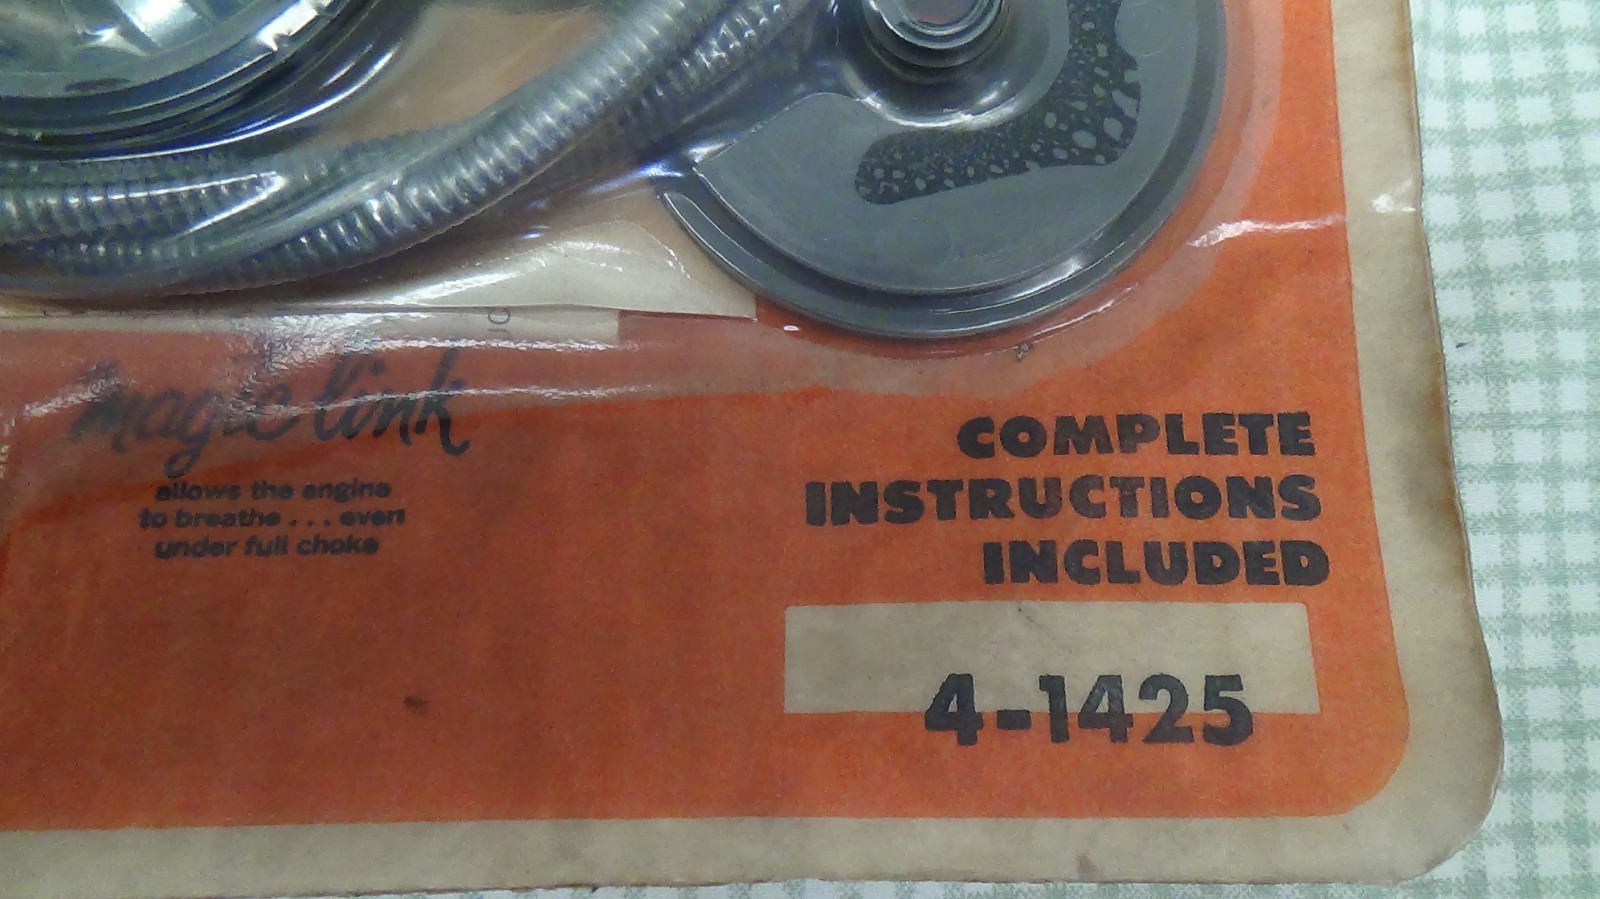 magic link
allows the engine
to breathe . . . even
under full choke
COMPLETE
INSTRUCTIONS
INCLUDED
4-1425